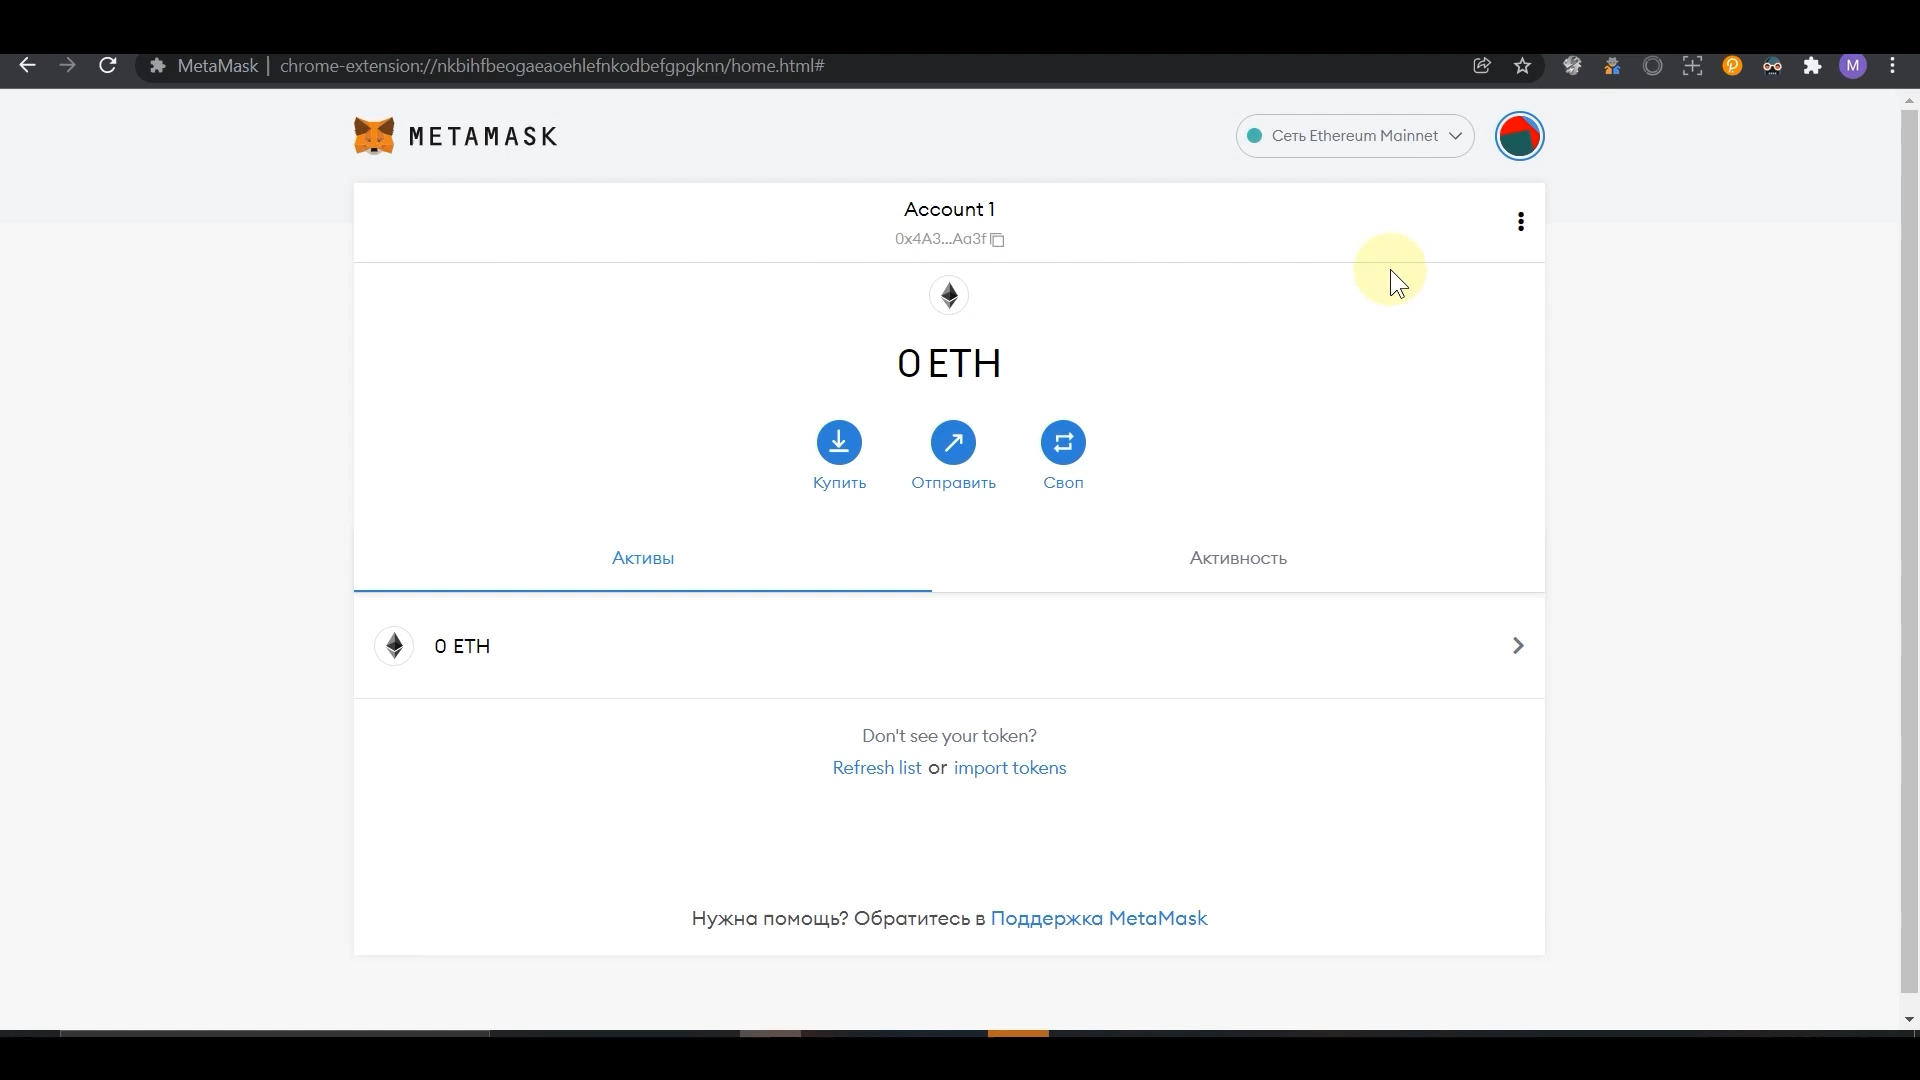 MetaMask | chrome-extension://nkbihfbeogaeaoehlefnkodbefgpgknn/home.html#
M
METAMASK
Сеть Ethereum Mainnet
Account 1
0x4A3...Aa3f
0 ETH
Купить
Отправить
Своп
Активы
Активность
0 ETH
Don't see your token?
Refresh list or import tokens
Нужна помощь? Обратитесь в Поддержка MetaMask